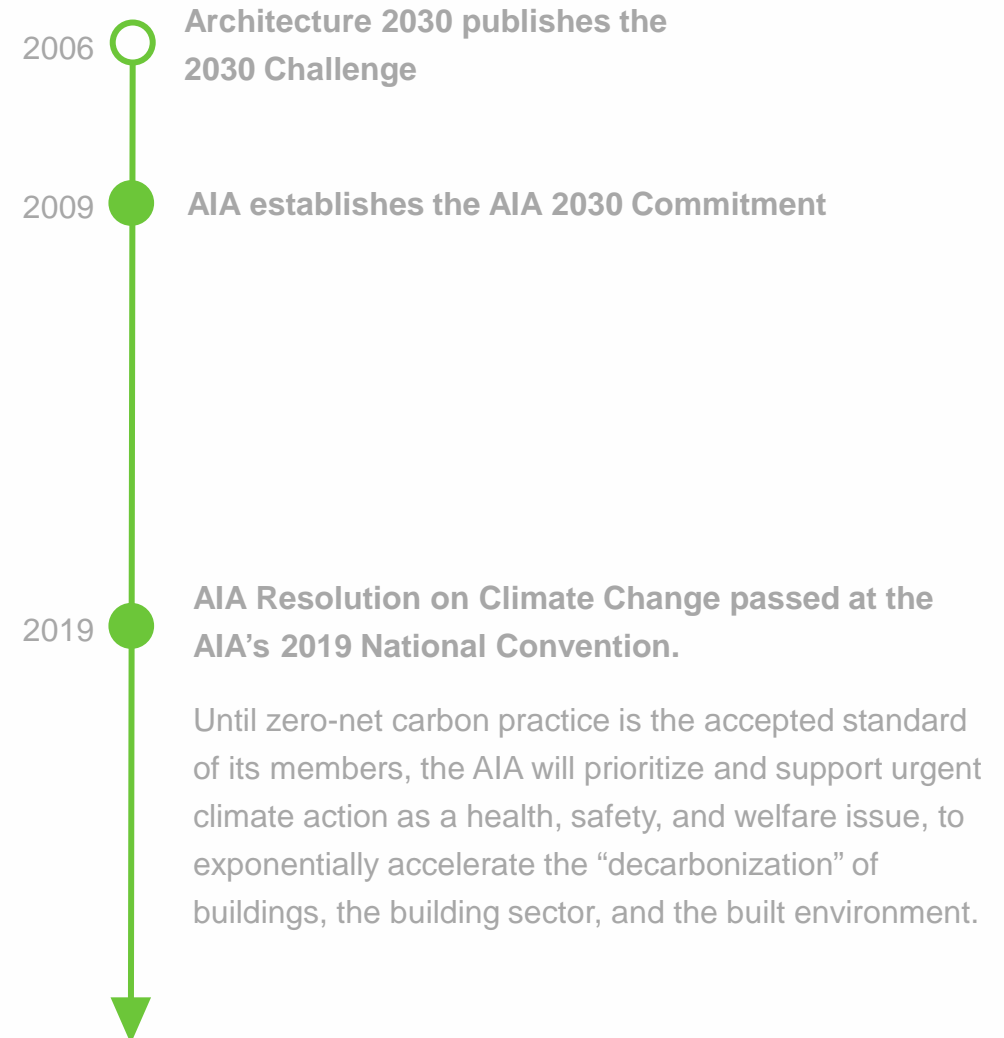 2006
Architecture 2030 publishes the
2030 Challenge
2009
AIA establishes the AIA 2030 Commitment
2019
AIA Resolution on Climate Change passed at the
AIA’s 2019 National Convention.
Until zero-net carbon practice is the accepted standard
of its members, the AIA will prioritize and support urgent
climate action as a health, safety, and welfare issue, to
exponentially accelerate the “decarbonization” of
buildings, the building sector, and the built environment.